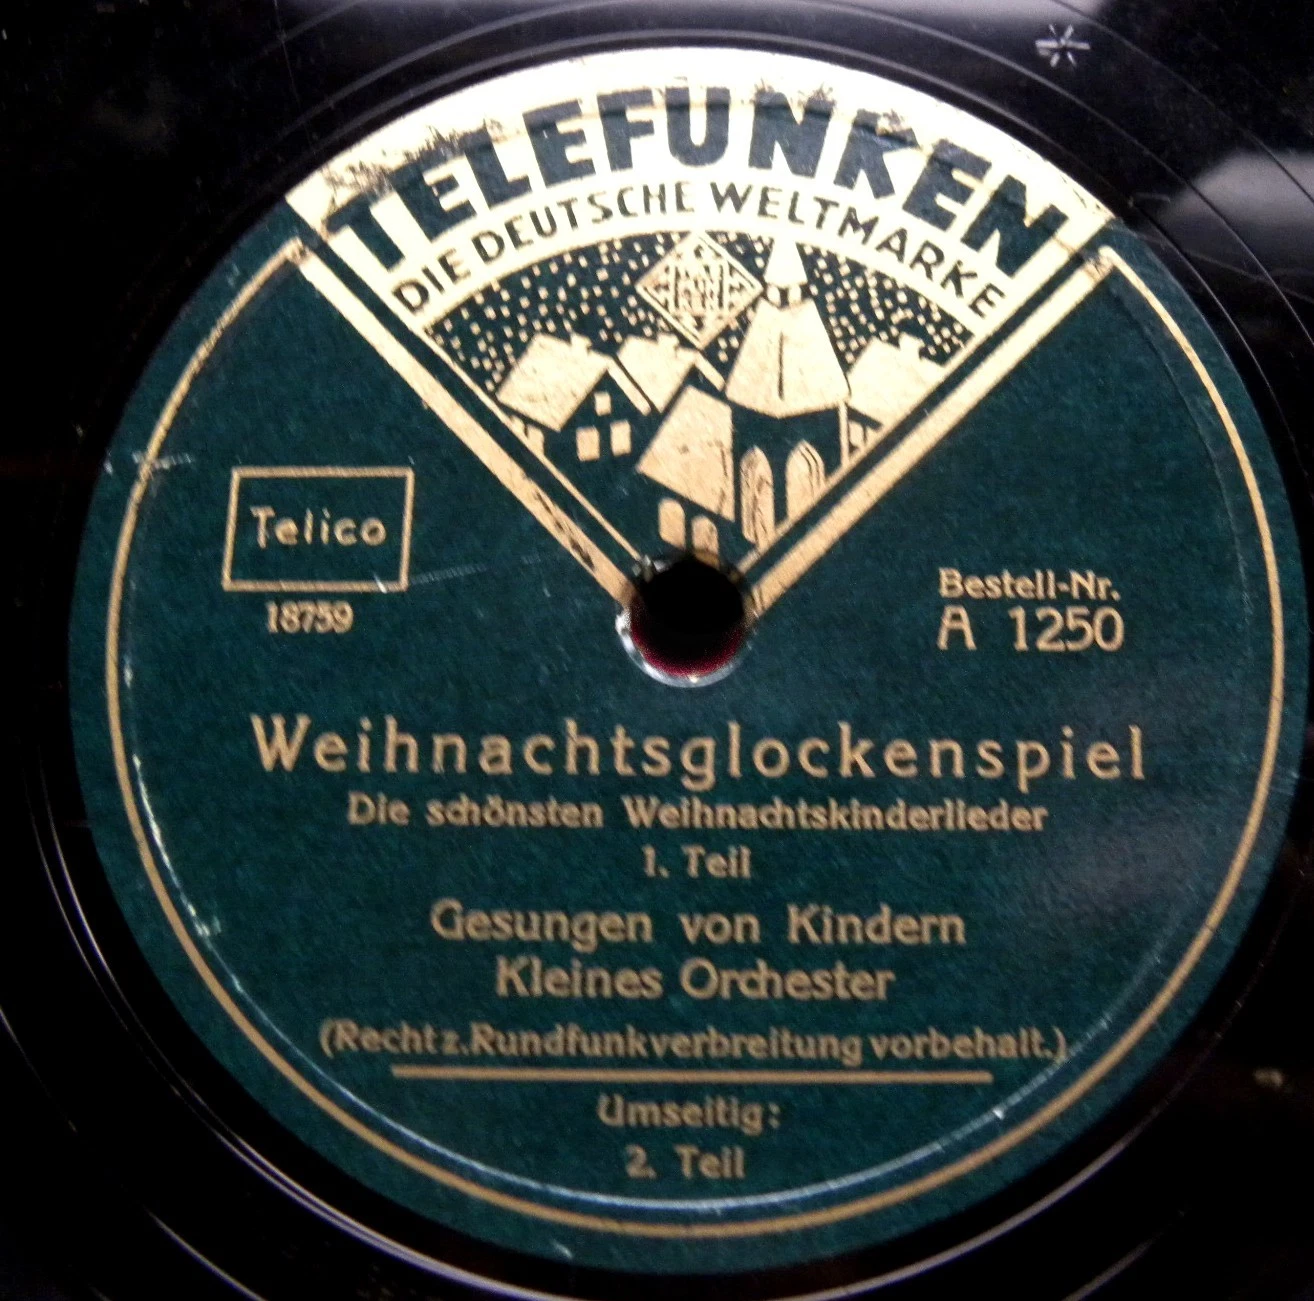 TELEFUNKEN
DIE DEUTSCHE WELTMARKE
Telico
18759
Bestell-Nr.
A 1250
Weihnachtsglockenspiel
Die schönsten Weihnachtskinderlieder
1. Teil
Gesungen von Kindern
Kleines Orchester
(Recht z. Rundfunkverbreitung vorbehalt.)
Umseitig:
2. Teil